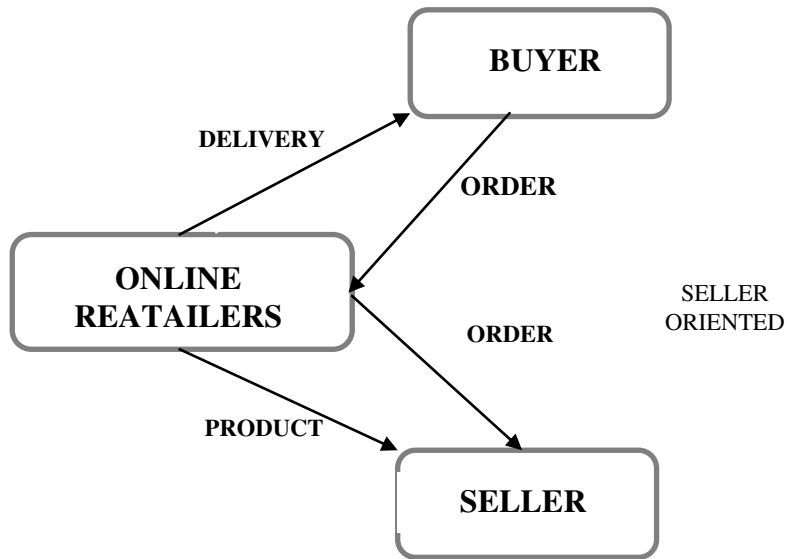 BUYER
DELIVERY
ORDER
ONLINE
REATAILERS
SELLER
ORIENTED
ORDER
PRODUCT
SELLER